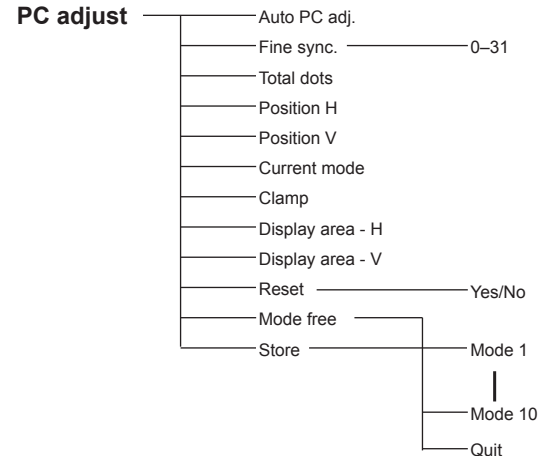 PC adjust
Auto PC adj.
Fine sync. 0–31
Total dots
Position H
Position V
Current mode
Clamp
Display area - H
Display area - V
Reset Yes/No
Mode free
Store Mode 1
Mode 10
Quit